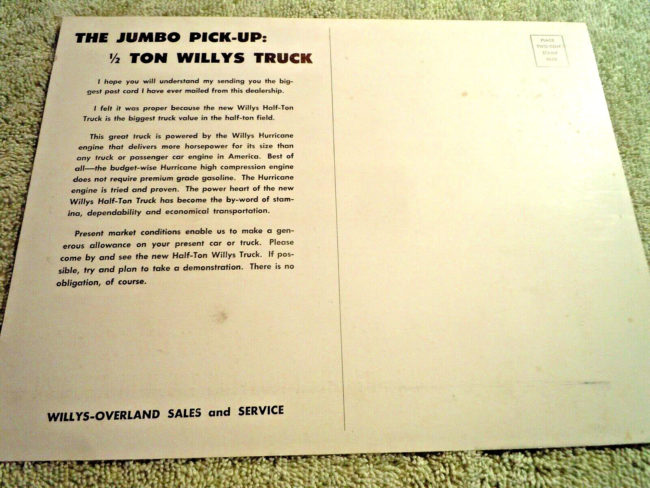 THE JUMBO PICK-UP:
½ TON WILLYS TRUCK
I hope you will understand my sending you the big-
gest post card I have ever mailed from this dealership.
I felt it was proper because the new Willys Half-Ton
Truck is the biggest truck value in the half-ton field.
This great truck is powered by the Willys Hurricane
engine that delivers more horsepower for its size than
any truck or passenger car engine in America. Best of
all—the budget-wise Hurricane high compression engine
does not require premium grade gasoline. The Hurricane
engine is tried and proven. The power heart of the new
Willys Half-Ton Truck has become the by-word of stam-
ina, dependability and economical transportation.
Present market conditions enable us to make a gen-
erous allowance on your present car or truck. Please
come by and see the new Half-Ton Willys Truck. If pos-
sible, try and plan to take a demonstration. There is no
obligation, of course.
WILLYS-OVERLAND SALES and SERVICE
PLACE
TWO CENT
STAMP
HERE